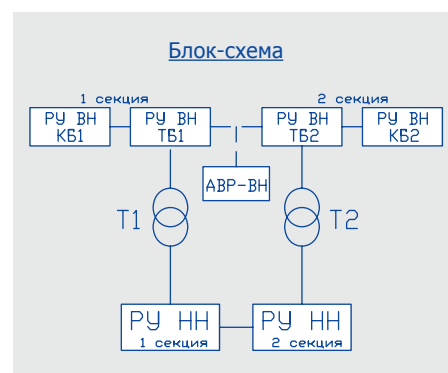 Блок-схема
1 секция
2 секция
РУ ВН
КБ1
РУ ВН
ТБ1
РУ ВН
ТБ2
РУ ВН
КБ2
АВР-ВН
Т1
Т2
РУ НН
1 секция
РУ НН
2 секция